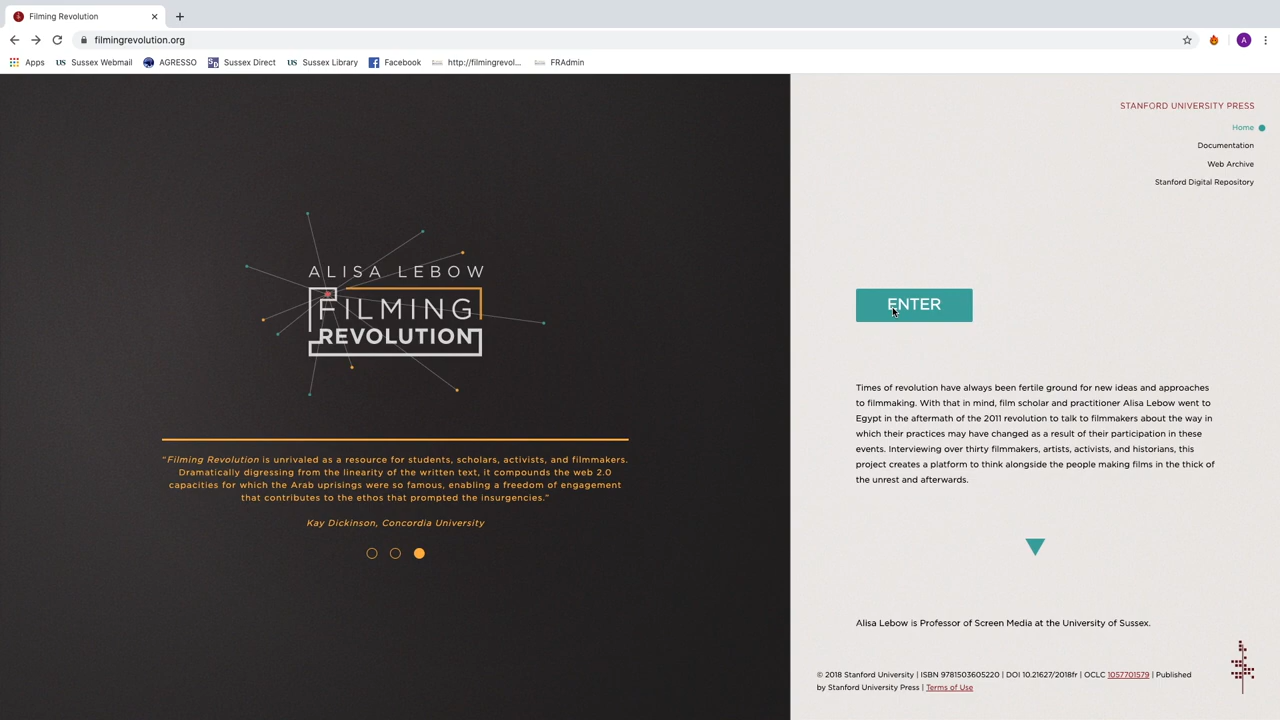 Filming Revolution
filmingrevolution.org
A
Apps
US Sussex Webmail
AGRESSO
Sussex Direct
US Sussex Library
Facebook
http://filmingrevol...
FRAdmin
STANFORD UNIVERSITY PRESS
Home
Documentation
Web Archive
Stanford Digital Repository
ALISA LEBOW
FILMING
REVOLUTION
"Filming Revolution is unrivaled as a resource for students, scholars, activists, and filmmakers.
Dramatically digressing from the linearity of the written text, it compounds the web 2.0
capacities for which the Arab uprisings were so famous, enabling a freedom of engagement
that contributes to the ethos that prompted the insurgencies."
Kay Dickinson, Concordia University
ENTER
Times of revolution have always been fertile ground for new ideas and approaches
to filmmaking. With that in mind, film scholar and practitioner Alisa Lebow went to
Egypt in the aftermath of the 2011 revolution to talk to filmmakers about the way in
which their practices may have changed as a result of their participation in these
events. Interviewing over thirty filmmakers, artists, activists, and historians, this
project creates a platform to think alongside the people making films in the thick of
the unrest and afterwards.
Alisa Lebow is Professor of Screen Media at the University of Sussex.
© 2018 Stanford University | ISBN 9781503605220 | DOI 10.21627/2018fr | OCLC 1057701579 | Published
by Stanford University Press | Terms of Use